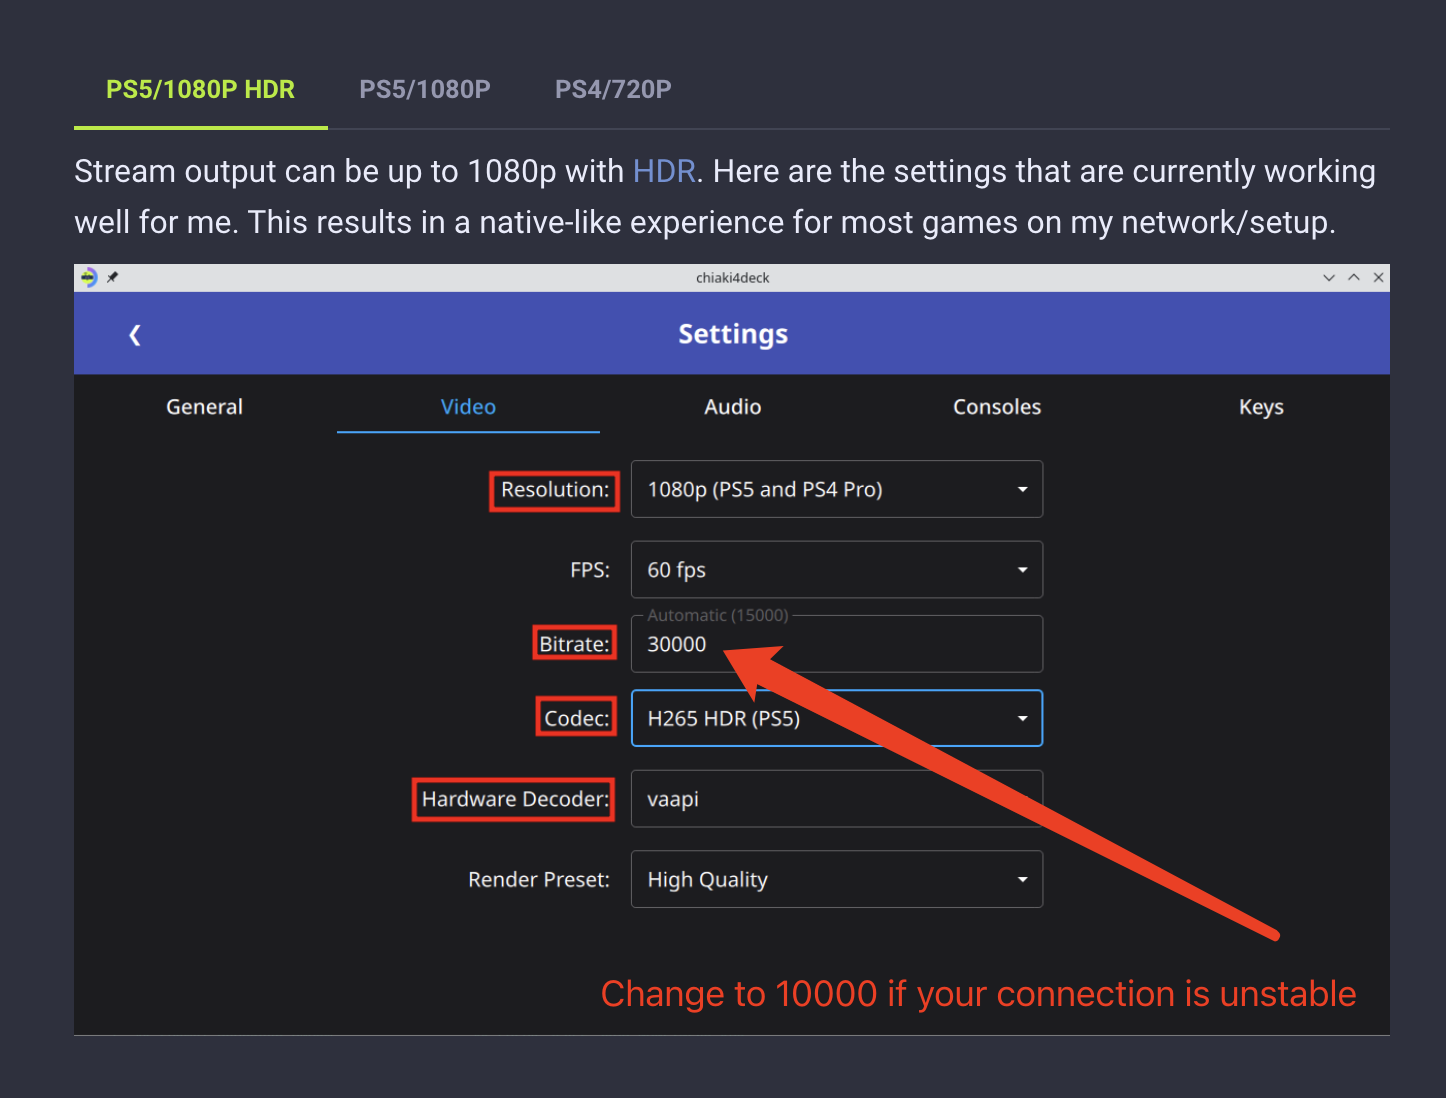 PS5/1080P HDR PS5/1080P PS4/720P
Stream output can be up to 1080p with HDR. Here are the settings that are currently working
well for me. This results in a native-like experience for most games on my network/setup.
chiaki4deck
Settings
General Video Audio Consoles Keys
Resolution: 1080p (PS5 and PS4 Pro)
FPS: 60 fps
Automatic (15000)
Bitrate: 30000
Codec: H265 HDR (PS5)
Hardware Decoder: vaapi
Render Preset: High Quality
Change to 10000 if your connection is unstable